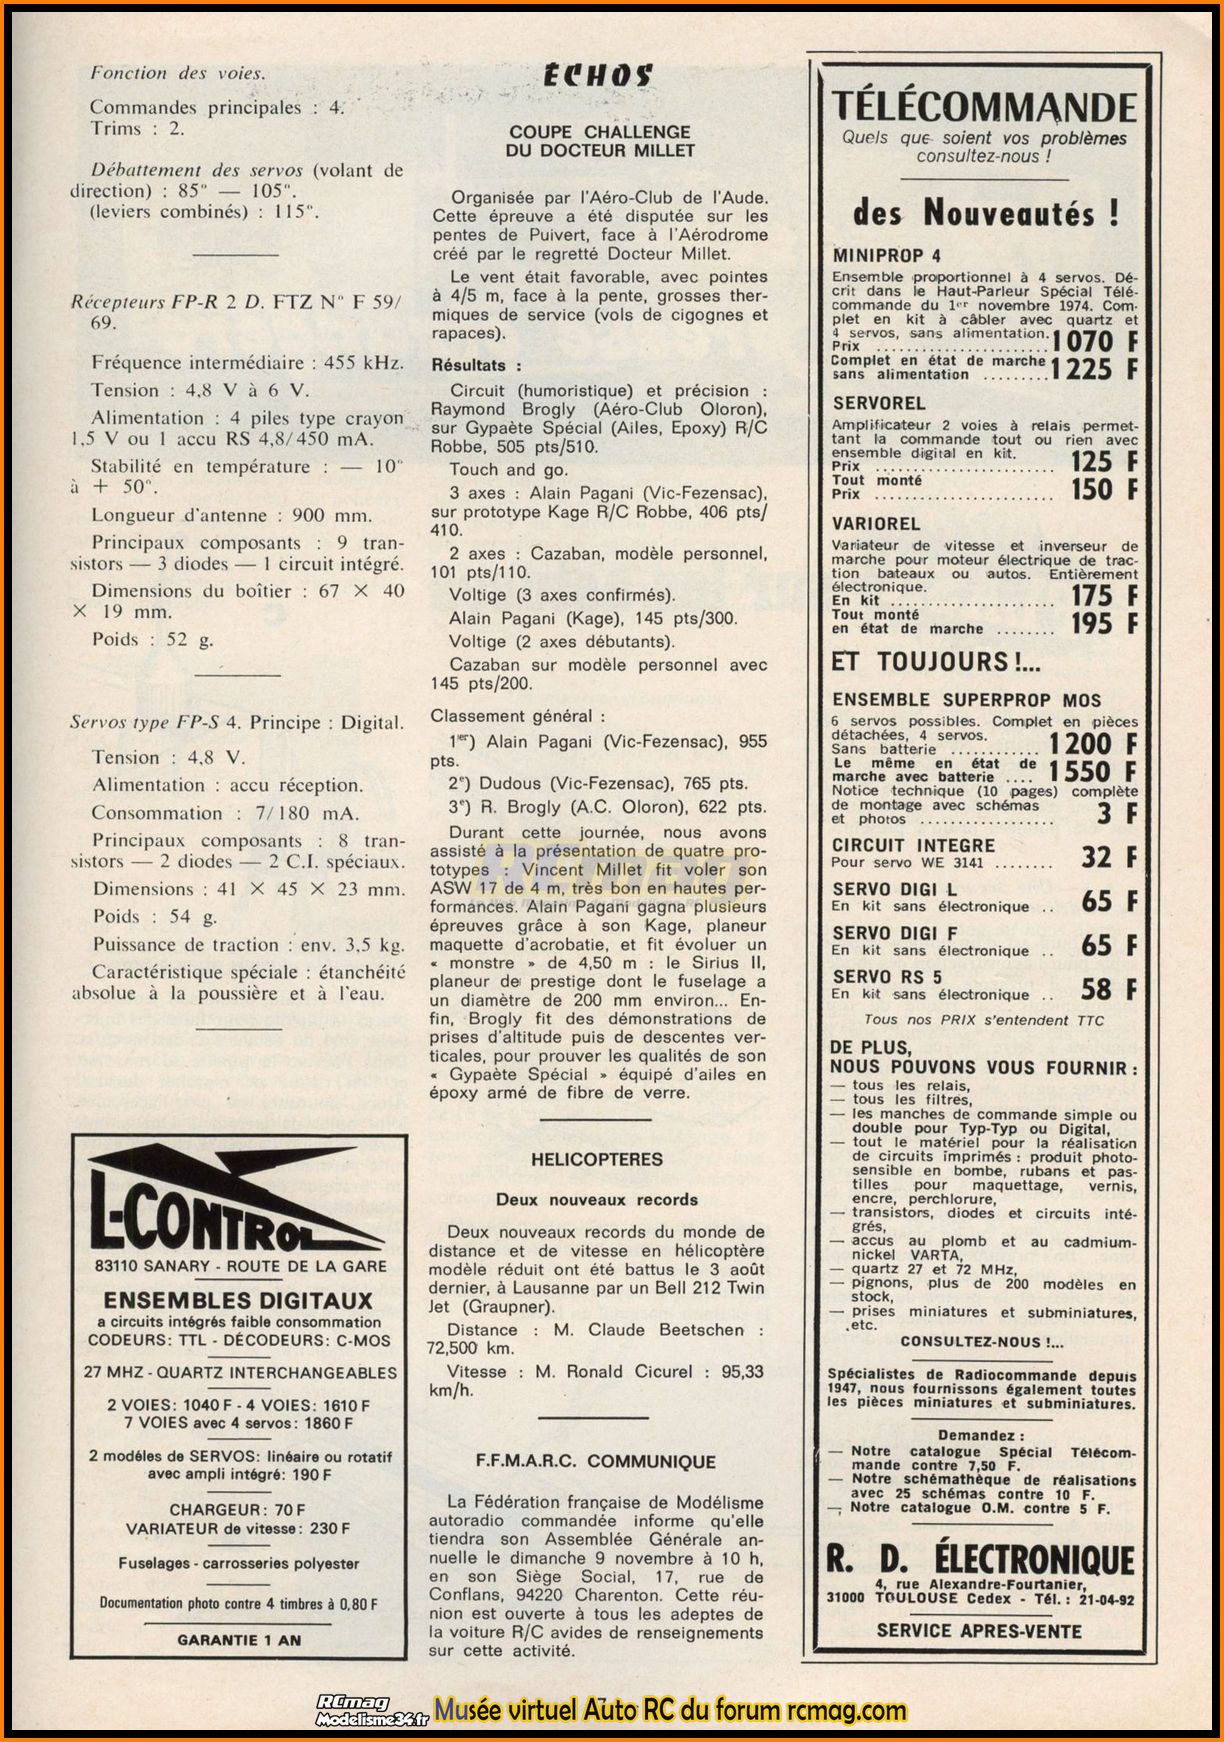 Fonction des voies.
Commandes principales : 4.
Trims : 2.
Débattement des servos (volant de
direction) : 85° — 105°.
(leviers combinés) : 115°.
Récepteurs FP-R 2 D. FTZ N° F 59/
69.
Fréquence intermédiaire : 455 kHz.
Tension : 4,8 V à 6 V.
Alimentation : 4 piles type crayon
1,5 V ou 1 accu RS 4,8/450 mA.
Stabilité en température : — 10°
à + 50°.
Longueur d'antenne : 900 mm.
Principaux composants : 9 tran-
sistors — 3 diodes — 1 circuit intégré.
Dimensions du boîtier : 67 × 40
× 19 mm.
Poids : 52 g.
Servos type FP-S 4. Principe : Digital.
Tension : 4,8 V.
Alimentation : accu réception.
Consommation : 7/180 mA.
Principaux composants : 8 tran-
sistors — 2 diodes — 2 C.I. spéciaux.
Dimensions : 41 × 45 × 23 mm.
Poids : 54 g.
Puissance de traction : env. 3,5 kg.
Caractéristique spéciale : étanchéité
absolue à la poussière et à l'eau.
L-CONTROL
83110 SANARY - ROUTE DE LA GARE
ENSEMBLES DIGITAUX
a circuits intégrés faible consommation
CODEURS: TTL - DÉCODEURS: C-MOS
27 MHZ - QUARTZ INTERCHANGEABLES
2 VOIES: 1040 F - 4 VOIES: 1610 F
7 VOIES avec 4 servos: 1860 F
2 modéles de SERVOS: linéaire ou rotatif
avec ampli intégré: 190 F
CHARGEUR: 70 F
VARIATEUR de vitesse: 230 F
Fuselages - carrosseries polyester
Documentation photo contre 4 timbres à 0,80 F
GARANTIE 1 AN
ÉCHOS
COUPE CHALLENGE
DU DOCTEUR MILLET
Organisée par l'Aéro-Club de l'Aude.
Cette épreuve a été disputée sur les
pentes de Puivert, face à l'Aérodrome
créé par le regretté Docteur Millet.
Le vent était favorable, avec pointes
à 4/5 m, face à la pente, grosses ther-
miques de service (vols de cigognes et
rapaces).
Résultats :
Circuit (humoristique) et précision :
Raymond Brogly (Aéro-Club Oloron),
sur Gypaète Spécial (Ailes, Epoxy) R/C
Robbe, 505 pts/510.
Touch and go.
3 axes : Alain Pagani (Vic-Fezensac),
sur prototype Kage R/C Robbe, 406 pts/
410.
2 axes : Cazaban, modèle personnel,
101 pts/110.
Voltige (3 axes confirmés).
Alain Pagani (Kage), 145 pts/300.
Voltige (2 axes débutants).
Cazaban sur modèle personnel avec
145 pts/200.
Classement général :
1er) Alain Pagani (Vic-Fezensac), 955
pts.
2e) Dudous (Vic-Fezensac), 765 pts.
3e) R. Brogly (A.C. Oloron), 622 pts.
Durant cette journée, nous avons
assisté à la présentation de quatre pro-
totypes : Vincent Millet fit voler son
ASW 17 de 4 m, très bon en hautes per-
formances. Alain Pagani gagna plusieurs
épreuves grâce à son Kage, planeur
maquette d'acrobatie, et fit évoluer un
« monstre » de 4,50 m : le Sirius II,
planeur de prestige dont le fuselage a
un diamètre de 200 mm environ... En-
fin, Brogly fit des démonstrations de
prises d'altitude puis de descentes ver-
ticales, pour prouver les qualités de son
« Gypaète Spécial » équipé d'ailes en
époxy armé de fibre de verre.
HELICOPTERES
Deux nouveaux records
Deux nouveaux records du monde de
distance et de vitesse en hélicoptère
modèle réduit ont été battus le 3 août
dernier, à Lausanne par un Bell 212 Twin
Jet (Graupner).
Distance : M. Claude Beetschen :
72,500 km.
Vitesse : M. Ronald Cicurel : 95,33
km/h.
F.F.M.A.R.C. COMMUNIQUE
La Fédération française de Modélisme
autoradio commandée informe qu'elle
tiendra son Assemblée Générale an-
nuelle le dimanche 9 novembre à 10 h,
en son Siège Social, 17, rue de
Conflans, 94220 Charenton. Cette réu-
nion est ouverte à tous les adeptes de
la voiture R/C avides de renseignements
sur cette activité.
TÉLÉCOMMANDE
Quels que soient vos problèmes
consultez-nous !
des Nouveautés !
MINIPROP 4
Ensemble proportionnel à 4 servos. Dé-
crit dans le Haut-Parleur Spécial Télé-
commande du 1er novembre 1974. Com-
plet en kit à câbler avec quartz et
4 servos, sans alimentation.
Prix ..................... 1070 F
Complet en état de marche
sans alimentation ......... 1225 F
SERVOREL
Amplificateur 2 voies à relais permet-
tant la commande tout ou rien avec
ensemble digital en kit.
Prix ........................ 125 F
Tout monté
Prix ........................ 150 F
VARIOREL
Variateur de vitesse et inverseur de
marche pour moteur électrique de trac-
tion bateaux ou autos. Entièrement
électronique.
En kit ...................... 175 F
Tout monté
en état de marche ........ 195 F
ET TOUJOURS !...
ENSEMBLE SUPERPROP MOS
6 servos possibles. Complet en pièces
détachées, 4 servos.
Sans batterie ............ 1200 F
Le même en état de
marche avec batterie .... 1550 F
Notice technique (10 pages) complète
de montage avec schémas
et photos .................. 3 F
CIRCUIT INTEGRE
Pour servo WE 3141 ........ 32 F
SERVO DIGI L
En kit sans électronique .. 65 F
SERVO DIGI F
En kit sans électronique .. 65 F
SERVO RS 5
En kit sans électronique .. 58 F
Tous nos PRIX s'entendent TTC
DE PLUS,
NOUS POUVONS VOUS FOURNIR :
— tous les relais,
— tous les filtres,
— les manches de commande simple ou
double pour Typ-Typ ou Digital,
— tout le matériel pour la réalisation
de circuits imprimés : produit photo-
sensible en bombe, rubans et pas-
tilles pour maquettage, vernis,
encre, perchlorure,
— transistors, diodes et circuits inté-
grés,
— accus au plomb et au cadmium-
nickel VARTA,
— quartz 27 et 72 MHz,
— pignons, plus de 200 modèles en
stock,
— prises miniatures et subminiatures,
etc.
CONSULTEZ-NOUS !...
Spécialistes de Radiocommande depuis
1947, nous fournissons également toutes
les pièces miniatures et subminiatures.
Demandez :
— Notre catalogue Spécial Télécom-
mande contre 7,50 F.
— Notre schémathèque de réalisations
avec 25 schémas contre 10 F.
— Notre catalogue O.M. contre 5 F.
R. D. ÉLECTRONIQUE
4, rue Alexandre-Fourtanier,
31000 TOULOUSE Cedex - Tél. : 21-04-92
SERVICE APRES-VENTE
RCmag
Modelisme34.fr
Musée virtuel Auto RC du forum rcmag.com